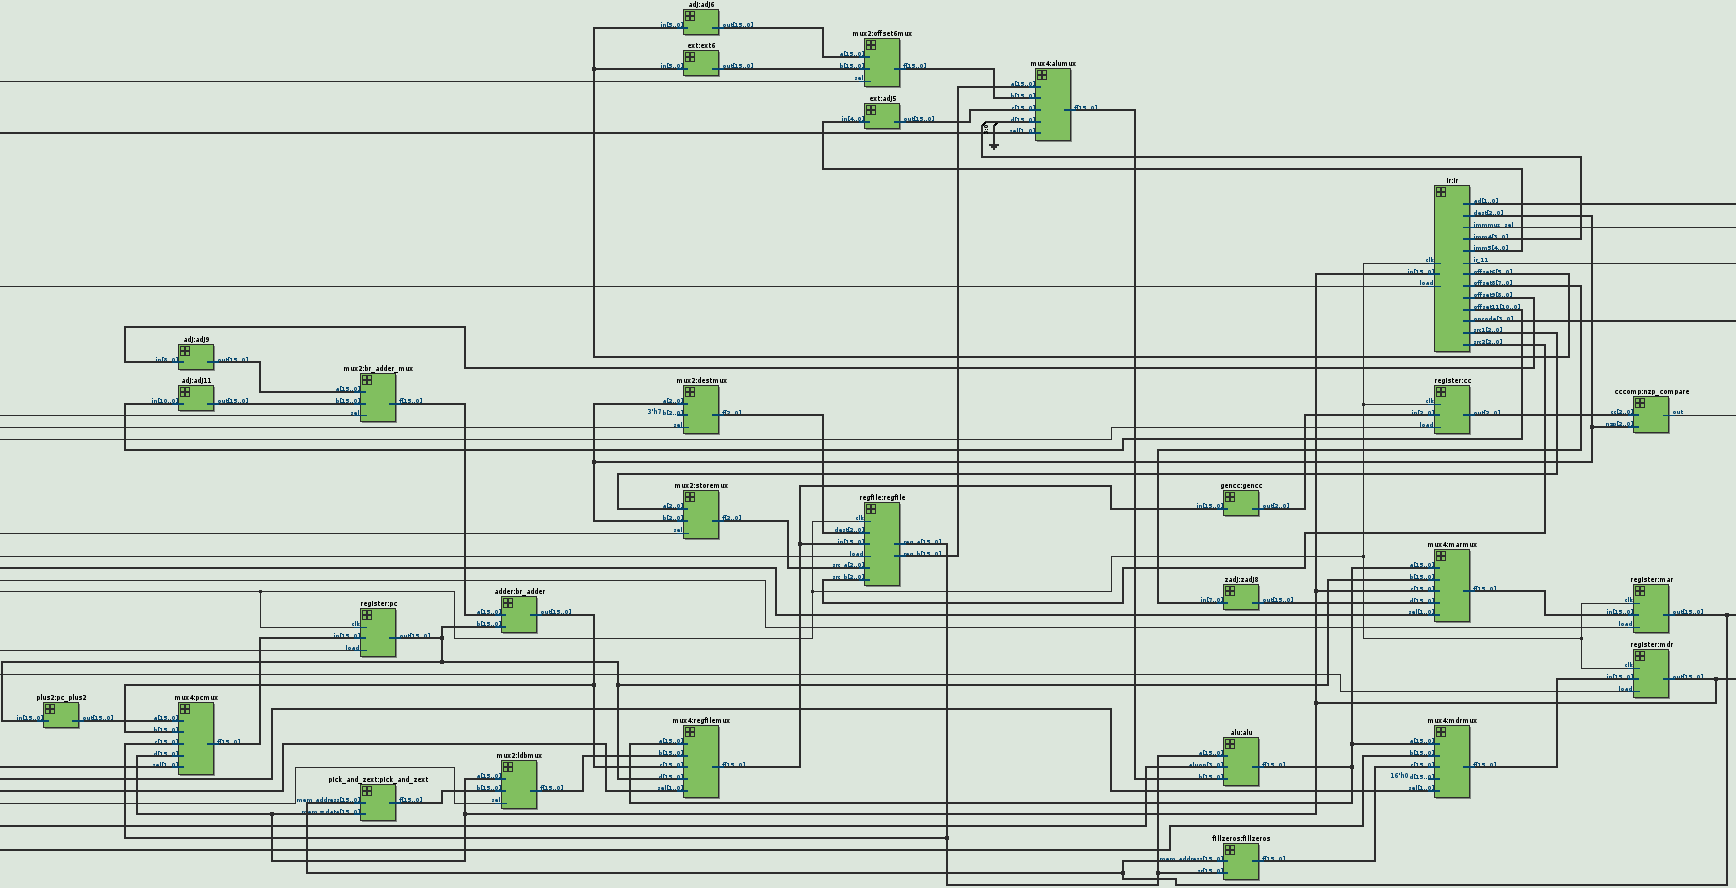 adj:adj6
in[5..0] out[15..0]
ext:ext6
in[5..0] out[15..0]
mux2:offset6mux
a[15..0]
b[15..0] f[15..0]
sel
ext:adj5
in[4..0] out[15..0]
mux4:alumux
a[15..0]
b[15..0]
c[15..0] f[15..0]
d[15..0]
sel[1..0]
ir:ir
clk
in[15..0]
load
ad[1..0]
dest[2..0]
immmux_sel
imm4[3..0]
imm5[4..0]
ir_11
offset6[5..0]
offset8[7..0]
offset9[8..0]
offset11[10..0]
opcode[3..0]
src1[2..0]
src2[2..0]
adj:adj9
in[8..0] out[15..0]
adj:adj11
in[10..0] out[15..0]
mux2:br_adder_mux
a[15..0]
b[15..0] f[15..0]
sel
mux2:destmux
a[2..0]
3'h7 b[2..0] f[2..0]
sel
register:cc
clk
in[2..0] out[2..0]
load
cccomp:nzp_compare
cc[2..0] out
nzp[2..0]
mux2:storemux
a[2..0]
b[2..0] f[2..0]
sel
regfile:regfile
clk
dest[2..0]
in[15..0] reg_a[15..0]
load reg_b[15..0]
src_a[2..0]
src_b[2..0]
gencc:gencc
in[15..0] out[2..0]
zadj:zadj8
in[7..0] out[15..0]
mux4:marmux
a[15..0]
b[15..0]
c[15..0] f[15..0]
d[15..0]
sel[1..0]
register:mar
clk
in[15..0] out[15..0]
load
register:mdr
clk
in[15..0] out[15..0]
load
register:pc
clk
in[15..0] out[15..0]
load
adder:br_adder
a[15..0] out[15..0]
b[15..0]
plus2:pc_plus2
in[15..0] out[15..0]
mux4:pcmux
a[15..0]
b[15..0]
c[15..0] f[15..0]
d[15..0]
sel[1..0]
mux4:regfilemux
a[15..0]
b[15..0]
c[15..0] f[15..0]
d[15..0]
sel[1..0]
mux2:ldbmux
a[15..0]
b[15..0] f[15..0]
sel
pick_and_zext:pick_and_zext
mem_address[15..0] f[15..0]
mem_wdata[15..0]
alu:alu
a[15..0]
aluop[3..0] f[15..0]
b[15..0]
mux4:mdrmux
a[15..0]
b[15..0]
c[15..0] f[15..0]
16'h0 d[15..0]
sel[1..0]
fillzeros:fillzeros
mem_address[15..0] f[15..0]
sr[15..0]